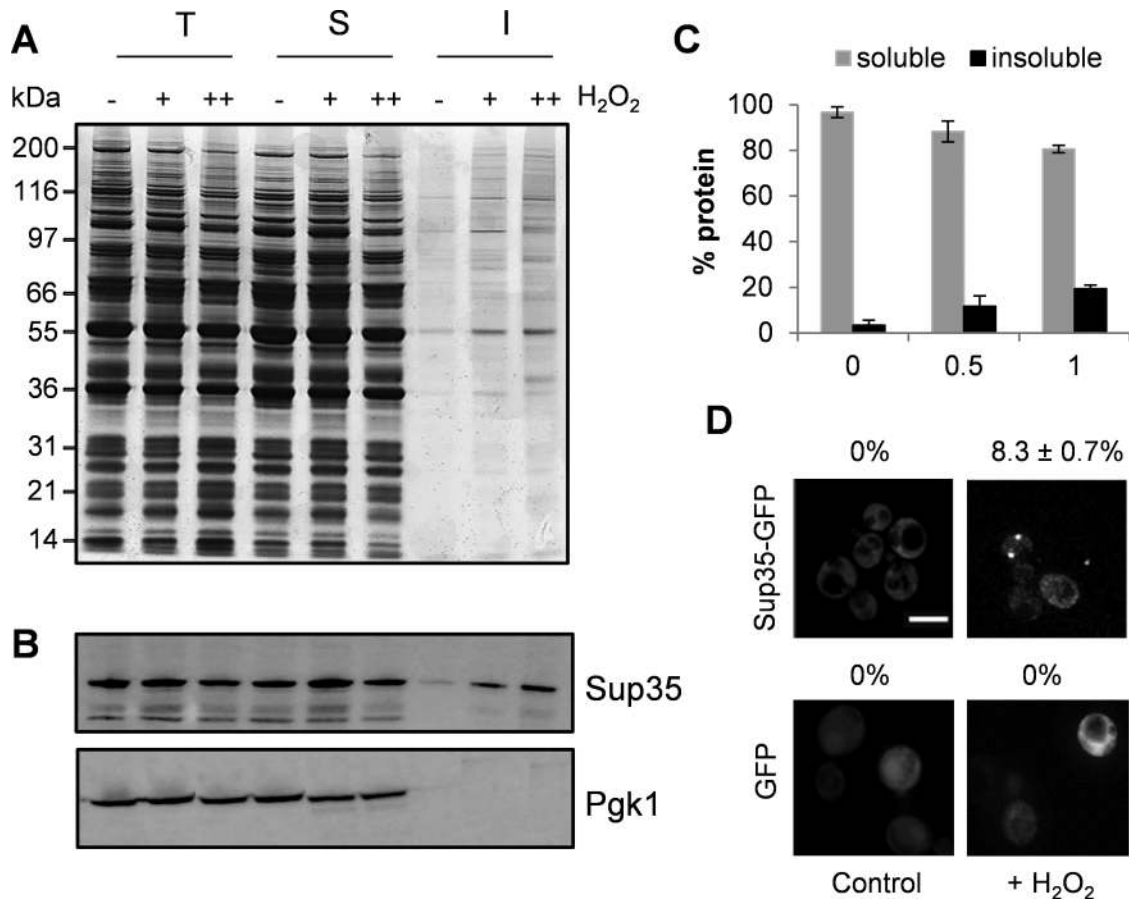 A
T S I
kDa - + ++ - + ++ - + ++ H₂O₂
200
116
97
66
55
36
31
21
14
B
Sup35
Pgk1
C
soluble insoluble
% protein
100
80
60
40
20
0
0 0.5 1
D
0% 8.3 ± 0.7%
Sup35-GFP
0% 0%
GFP
Control + H₂O₂